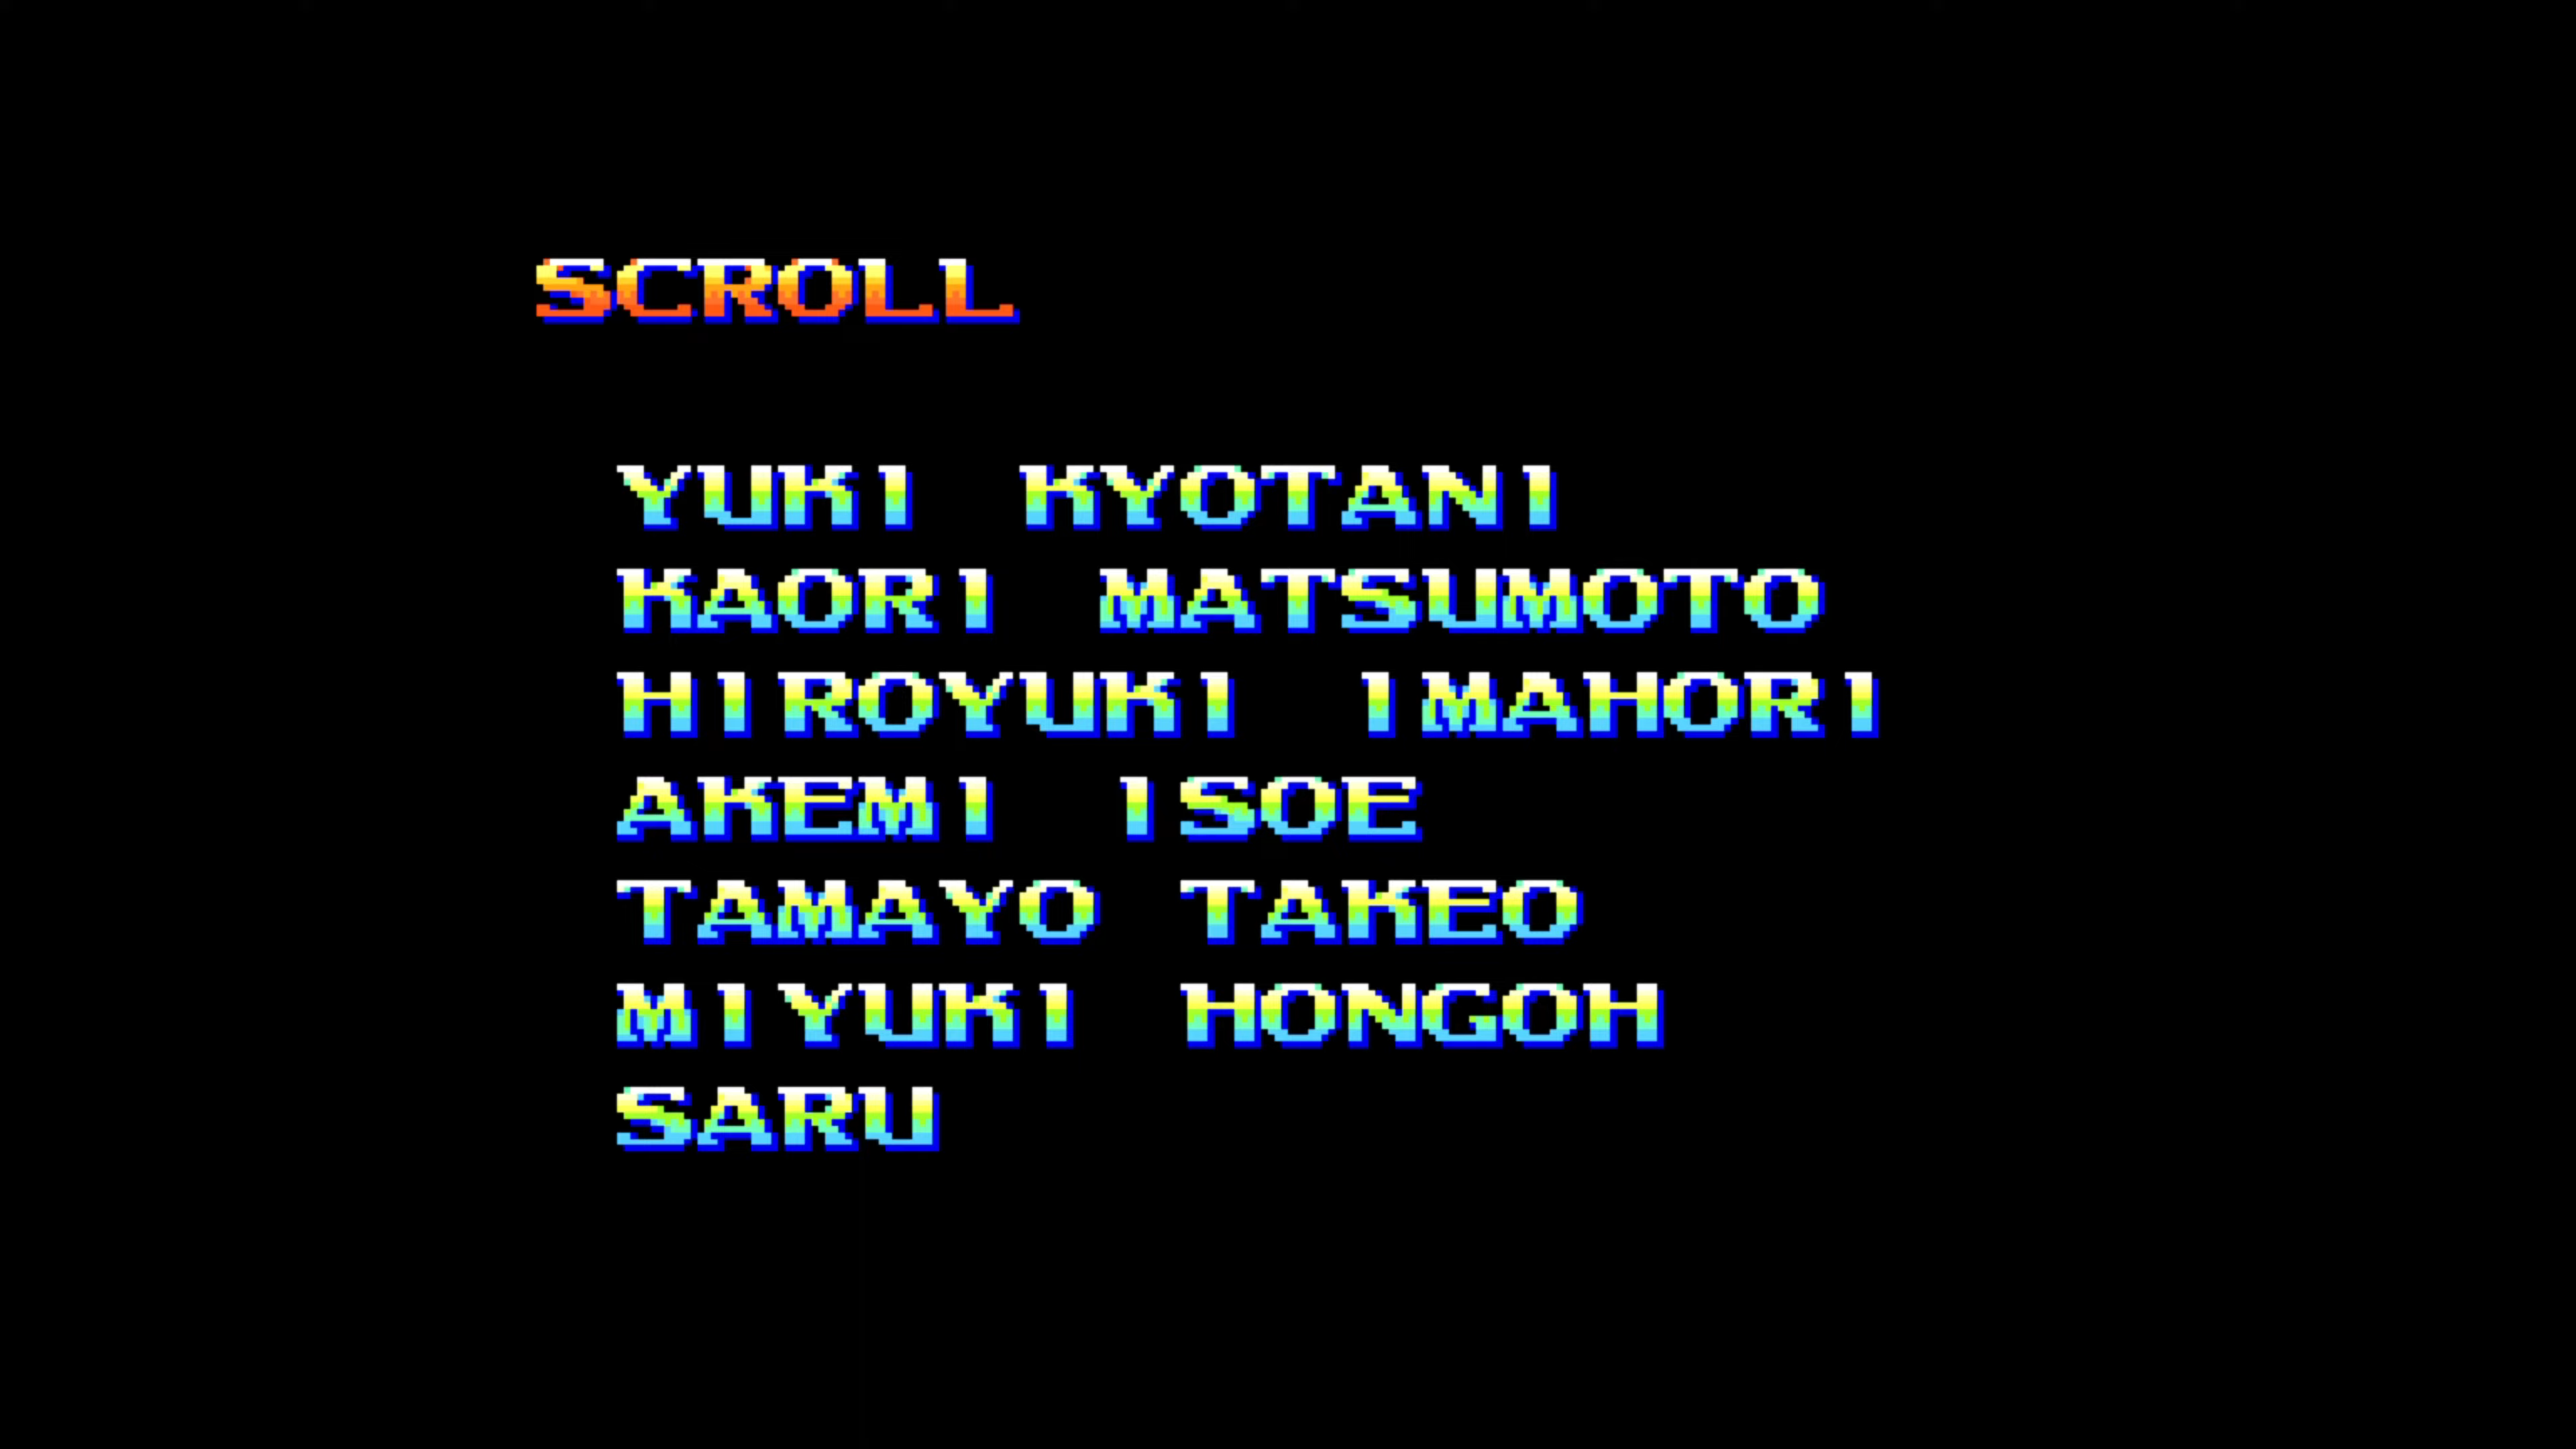 SCROLL
YUKI KYOTANI
KAORI MATSUMOTO
HIROYUKI IMAHORI
AKEMI ISOE
TAMAYO TAKEO
MIYUKI HONGOH
SARU